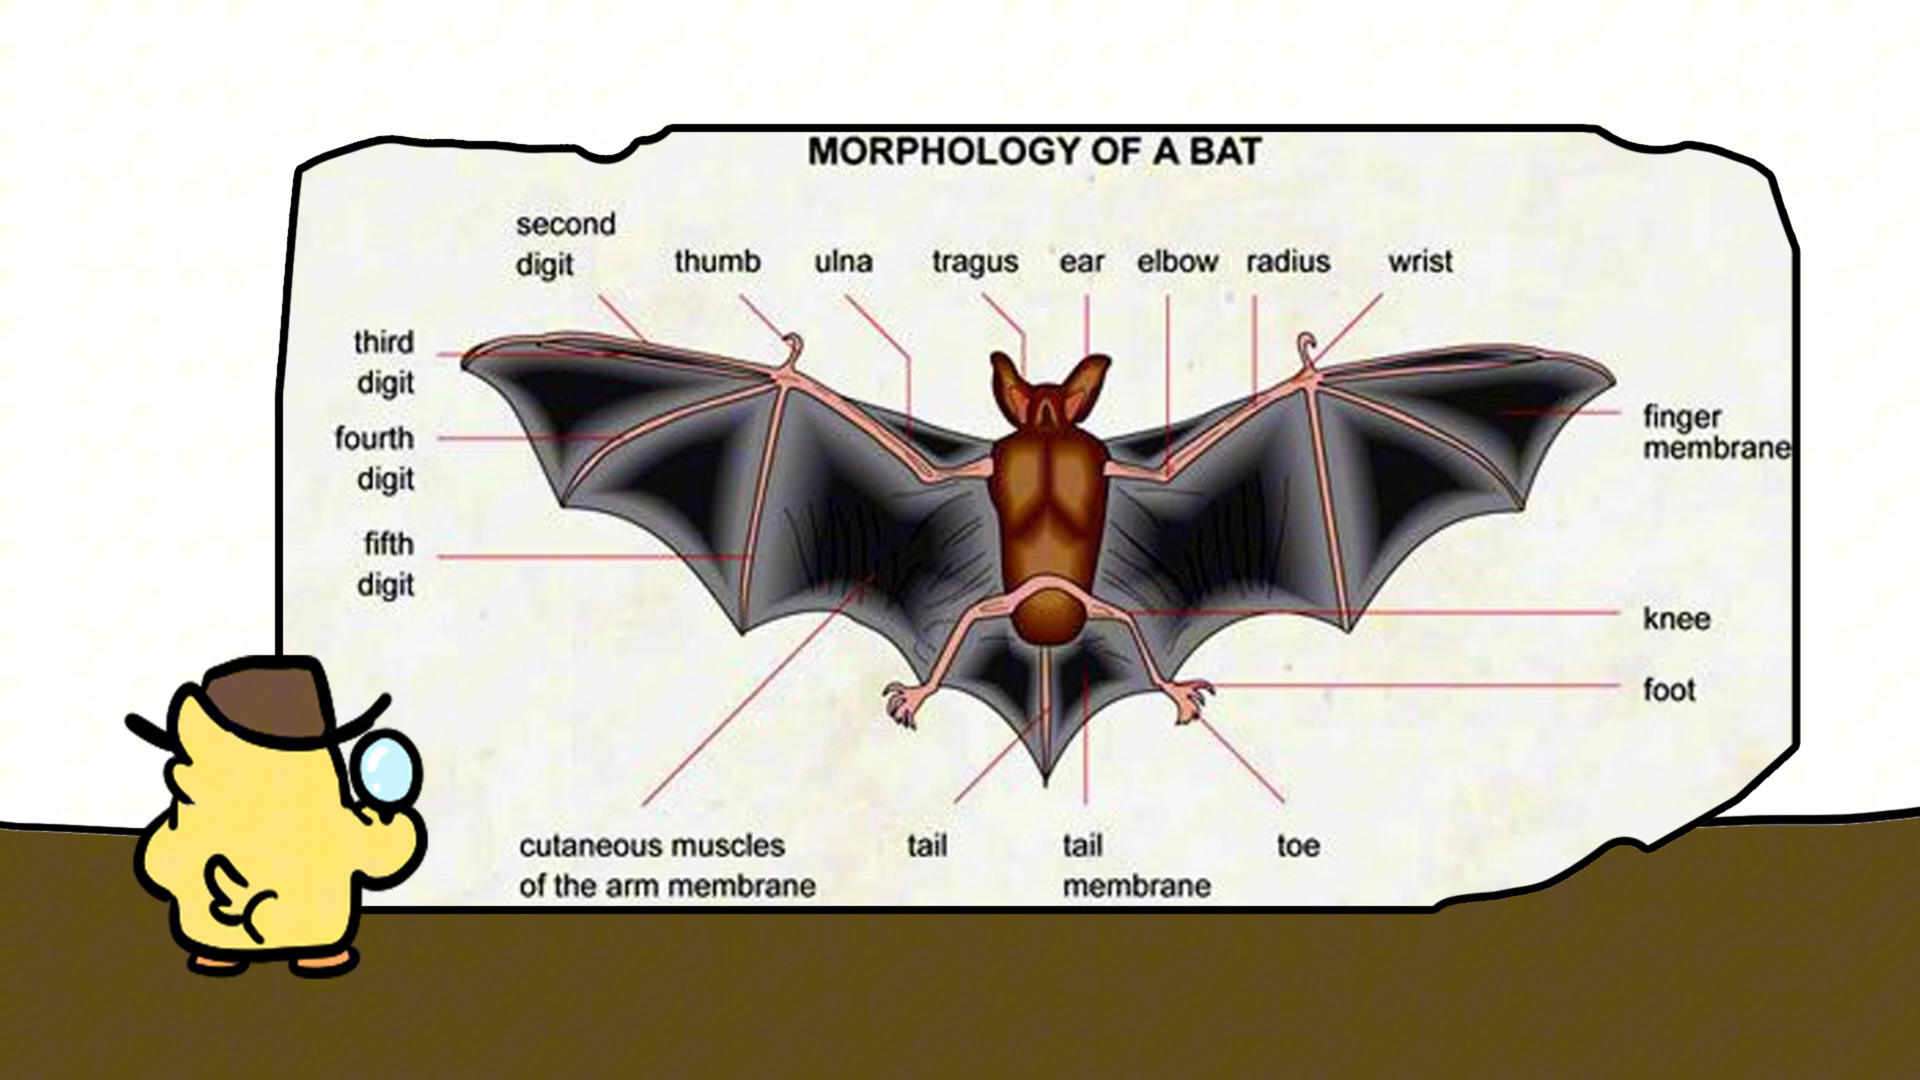 MORPHOLOGY OF A BAT
second
digit
thumb
ulna
tragus
ear
elbow
radius
wrist
third
digit
fourth
digit
fifth
digit
finger
membrane
knee
foot
cutaneous muscles
of the arm membrane
tail
tail
membrane
toe